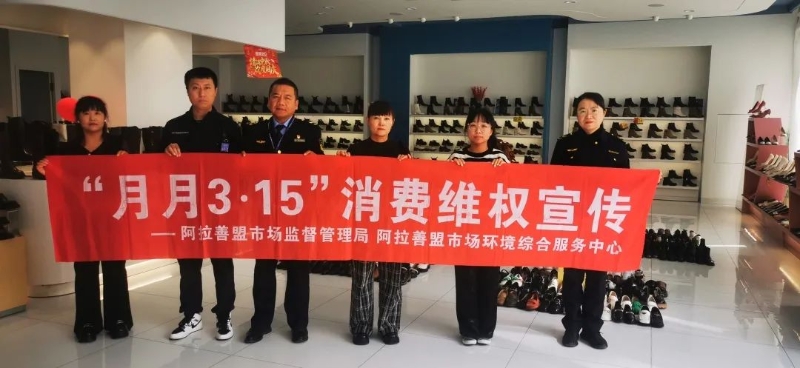 “月月3·15”消费维权宣传
——阿拉善盟市场监督管理局 阿拉善盟市场环境综合服务中心